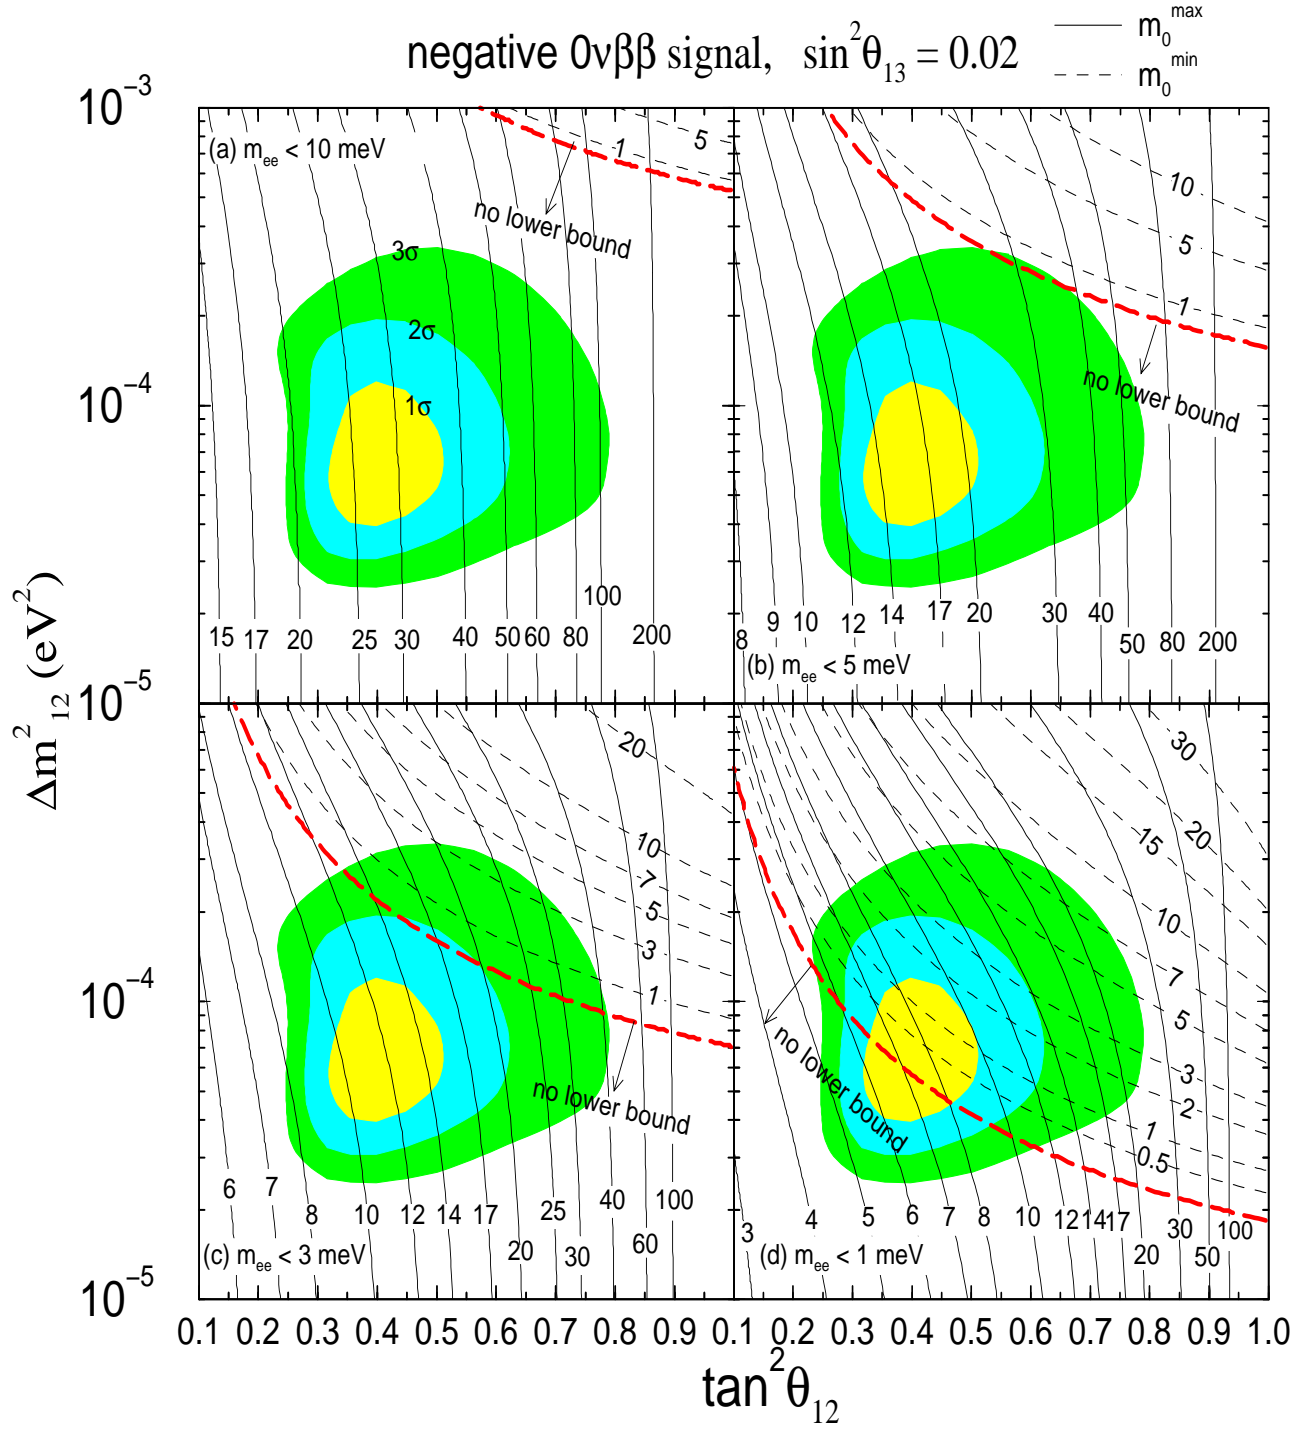 negative 0νββ signal, sin²θ₁₃ = 0.02
m₀ᵐᵃˣ
m₀ᵐⁱⁿ
Δm²₁₂ (eV²)
10⁻³
10⁻⁴
10⁻⁵
10⁻⁴
10⁻⁵
(a) mₑₑ < 10 meV
1
5
no lower bound
3σ
2σ
1σ
15 17 20 25 30 40 50 60 80 100 200
10
5
1
no lower bound
8 9 10 12 14 17 20 30 40 50 80 200
(b) mₑₑ < 5 meV
20
10
7
5
3
1
no lower bound
6 7 8 10 12 14 17 20 25 30 40 60 100
(c) mₑₑ < 3 meV
30
20
15
10
7
5
3
2
1
0.5
no lower bound
3 4 5 6 7 8 10 12 14 17 20 30 50 100
(d) mₑₑ < 1 meV
0.1 0.2 0.3 0.4 0.5 0.6 0.7 0.8 0.9 0.1 0.2 0.3 0.4 0.5 0.6 0.7 0.8 0.9 1.0
tan²θ₁₂